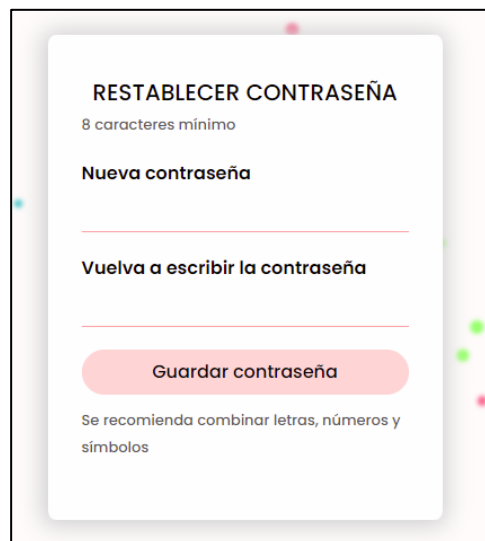 RESTABLECER CONTRASEÑA
8 caracteres mínimo
Nueva contraseña
Vuelva a escribir la contraseña
Guardar contraseña
Se recomienda combinar letras, números y
símbolos